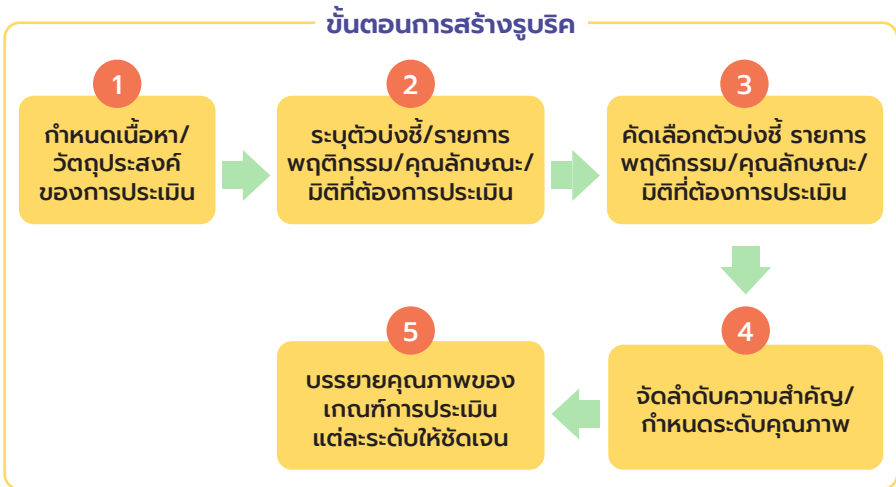 ขั้นตอนการสร้างรูบริค
1
กำหนดเนื้อหา/
วัตถุประสงค์
ของการประเมิน
2
ระบุตัวบ่งชี้/รายการ
พฤติกรรม/คุณลักษณะ/
มิติที่ต้องการประเมิน
3
คัดเลือกตัวบ่งชี้ รายการ
พฤติกรรม/คุณลักษณะ/
มิติที่ต้องการประเมิน
4
จัดลำดับความสำคัญ/
กำหนดระดับคุณภาพ
5
บรรยายคุณภาพของ
เกณฑ์การประเมิน
แต่ละระดับให้ชัดเจน